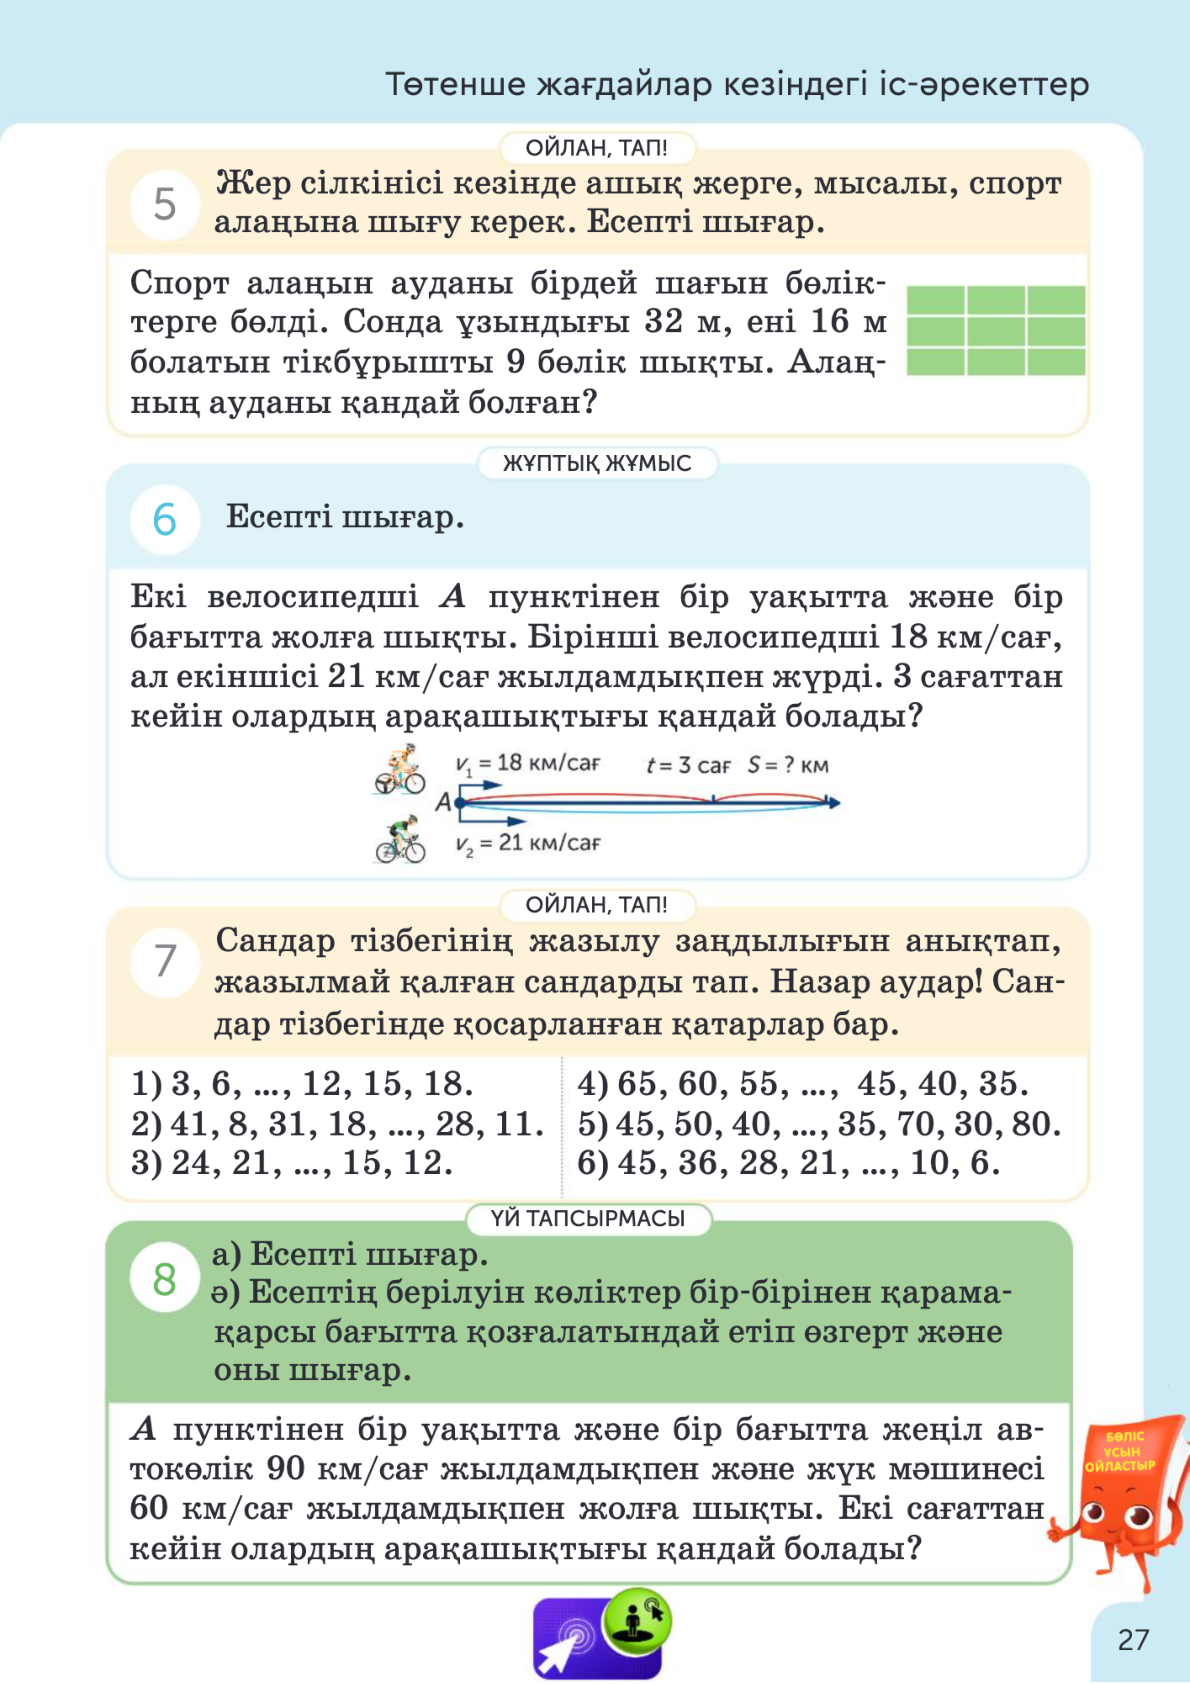 Төтенше жағдайлар кезіндегі іс-әрекеттер
ОЙЛАН, ТАП!
5
Жер сілкінісі кезінде ашық жерге, мысалы, спорт
алаңына шығу керек. Есепті шығар.
Спорт алаңын ауданы бірдей шағын бөлік-
терге бөлді. Сонда ұзындығы 32 м, ені 16 м
болатын тікбұрышты 9 бөлік шықты. Алаң-
ның ауданы қандай болған?
ЖҰПТЫҚ ЖҰМЫС
6
Есепті шығар.
Екі велосипедші А пунктінен бір уақытта және бір
бағытта жолға шықты. Бірінші велосипедші 18 км/сағ,
ал екіншісі 21 км/сағ жылдамдықпен жүрді. 3 сағаттан
кейін олардың арақашықтығы қандай болады?
v₁ = 18 км/сағ t = 3 сағ S = ? км
А
v₂ = 21 км/сағ
ОЙЛАН, ТАП!
7
Сандар тізбегінің жазылу заңдылығын анықтап,
жазылмай қалған сандарды тап. Назар аудар! Сан-
дар тізбегінде қосарланған қатарлар бар.
1) 3, 6, ..., 12, 15, 18.
2) 41, 8, 31, 18, ..., 28, 11.
3) 24, 21, ..., 15, 12.
4) 65, 60, 55, ..., 45, 40, 35.
5) 45, 50, 40, ..., 35, 70, 30, 80.
6) 45, 36, 28, 21, ..., 10, 6.
ҮЙ ТАПСЫРМАСЫ
8
а) Есепті шығар.
ә) Есептің берілуін көліктер бір-бірінен қарама-
қарсы бағытта қозғалатындай етіп өзгерт және
оны шығар.
А пунктінен бір уақытта және бір бағытта жеңіл ав-
токөлік 90 км/сағ жылдамдықпен және жүк мәшинесі
60 км/сағ жылдамдықпен жолға шықты. Екі сағаттан
кейін олардың арақашықтығы қандай болады?
БӨЛІС
ҰСЫН
ОЙЛАСТЫР
27